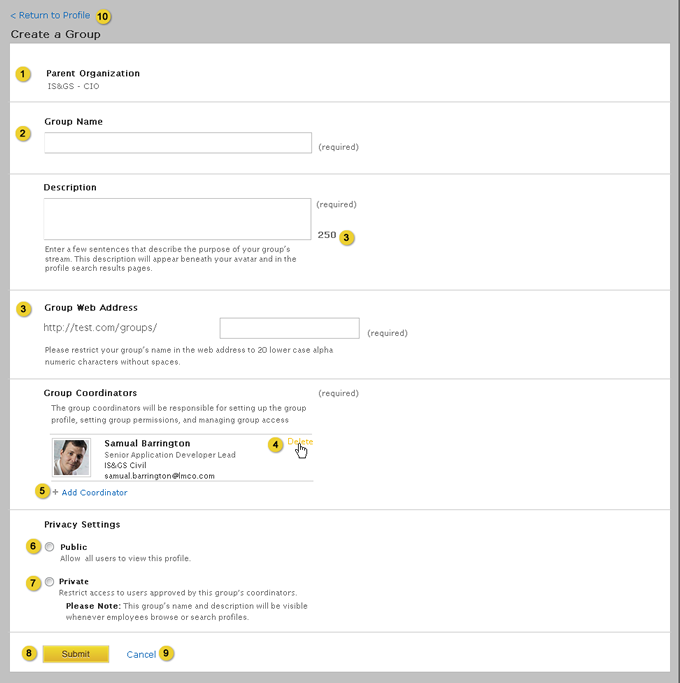 < Return to Profile 10
Create a Group
1 Parent Organization
IS&GS - CIO
Group Name
2 (required)
Description
(required)
250 3
Enter a few sentences that describe the purpose of your group's
stream. This description will appear beneath your avatar and in the
profile search results pages.
3 Group Web Address
http://test.com/groups/ (required)
Please restrict your group's name in the web address to 20 lower case alpha
numeric characters without spaces.
Group Coordinators (required)
The group coordinators will be responsible for setting up the group
profile, setting group permissions, and managing group access
Samual Barrington 4 Delete
Senior Application Developer Lead
IS&GS Civil
samual.barrington@lmco.com
5 + Add Coordinator
Privacy Settings
6 Public
Allow all users to view this profile.
7 Private
Restrict access to users approved by this group's coordinators.
Please Note: This group's name and description will be visible
whenever employees browse or search profiles.
8 Submit Cancel 9